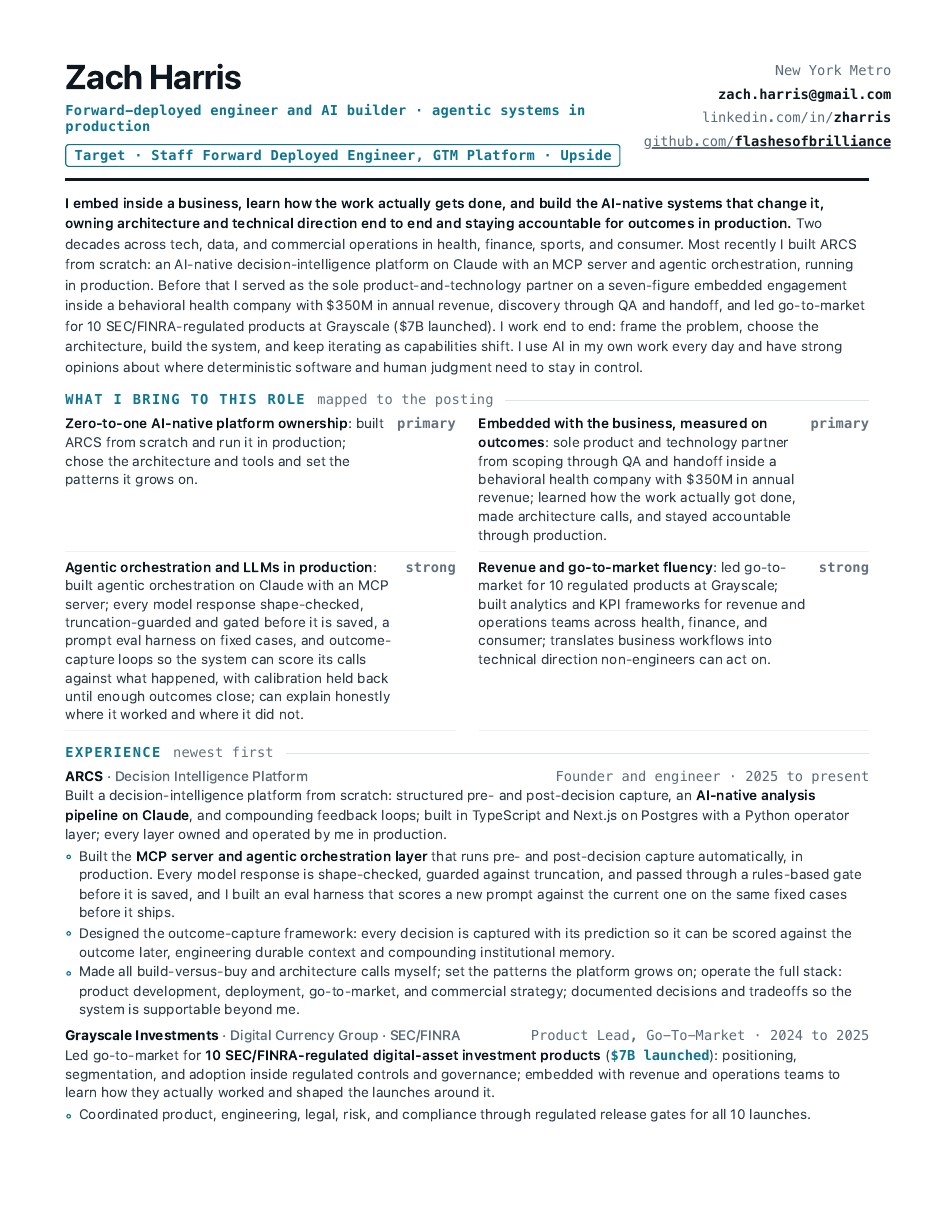 Zach Harris
Forward-deployed engineer and AI builder · agentic systems in
production
Target · Staff Forward Deployed Engineer, GTM Platform · Upside
New York Metro
zach.harris@gmail.com
linkedin.com/in/zharris
github.com/flashesofbrilliance
I embed inside a business, learn how the work actually gets done, and build the AI-native systems that change it,
owning architecture and technical direction end to end and staying accountable for outcomes in production. Two
decades across tech, data, and commercial operations in health, finance, sports, and consumer. Most recently I built ARCS
from scratch: an AI-native decision-intelligence platform on Claude with an MCP server and agentic orchestration, running
in production. Before that I served as the sole product-and-technology partner on a seven-figure embedded engagement
inside a behavioral health company with $350M in annual revenue, discovery through QA and handoff, and led go-to-market
for 10 SEC/FINRA-regulated products at Grayscale ($7B launched). I work end to end: frame the problem, choose the
architecture, build the system, and keep iterating as capabilities shift. I use AI in my own work every day and have strong
opinions about where deterministic software and human judgment need to stay in control.
WHAT I BRING TO THIS ROLE mapped to the posting
Zero-to-one AI-native platform ownership: built primary
ARCS from scratch and run it in production;
chose the architecture and tools and set the
patterns it grows on.
Embedded with the business, measured on primary
outcomes: sole product and technology partner
from scoping through QA and handoff inside a
behavioral health company with $350M in annual
revenue; learned how the work actually got done,
made architecture calls, and stayed accountable
through production.
Agentic orchestration and LLMs in production: strong
built agentic orchestration on Claude with an MCP
server; every model response shape-checked,
truncation-guarded and gated before it is saved, a
prompt eval harness on fixed cases, and outcome-
capture loops so the system can score its calls
against what happened, with calibration held back
until enough outcomes close; can explain honestly
where it worked and where it did not.
Revenue and go-to-market fluency: led go-to- strong
market for 10 regulated products at Grayscale;
built analytics and KPI frameworks for revenue and
operations teams across health, finance, and
consumer; translates business workflows into
technical direction non-engineers can act on.
EXPERIENCE newest first
ARCS · Decision Intelligence Platform Founder and engineer · 2025 to present
Built a decision-intelligence platform from scratch: structured pre- and post-decision capture, an AI-native analysis
pipeline on Claude, and compounding feedback loops; built in TypeScript and Next.js on Postgres with a Python operator
layer; every layer owned and operated by me in production.
Built the MCP server and agentic orchestration layer that runs pre- and post-decision capture automatically, in
production. Every model response is shape-checked, guarded against truncation, and passed through a rules-based gate
before it is saved, and I built an eval harness that scores a new prompt against the current one on the same fixed cases
before it ships.
Designed the outcome-capture framework: every decision is captured with its prediction so it can be scored against the
outcome later, engineering durable context and compounding institutional memory.
Made all build-versus-buy and architecture calls myself; set the patterns the platform grows on; operate the full stack:
product development, deployment, go-to-market, and commercial strategy; documented decisions and tradeoffs so the
system is supportable beyond me.
Grayscale Investments · Digital Currency Group · SEC/FINRA Product Lead, Go-To-Market · 2024 to 2025
Led go-to-market for 10 SEC/FINRA-regulated digital-asset investment products ($7B launched): positioning,
segmentation, and adoption inside regulated controls and governance; embedded with revenue and operations teams to
learn how they actually worked and shaped the launches around it.
Coordinated product, engineering, legal, risk, and compliance through regulated release gates for all 10 launches.